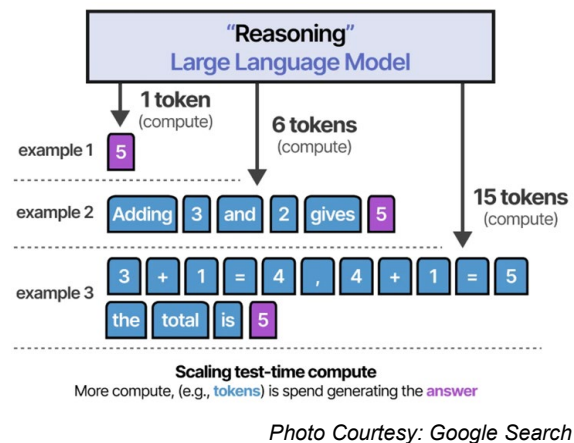 “Reasoning”
Large Language Model
1 token
(compute)
6 tokens
(compute)
15 tokens
(compute)
example 1
5
example 2
Adding 3 and 2 gives 5
example 3
3 + 1 = 4 , 4 + 1 = 5
the total is 5
Scaling test-time compute
More compute, (e.g., tokens) is spend generating the answer
Photo Courtesy: Google Search